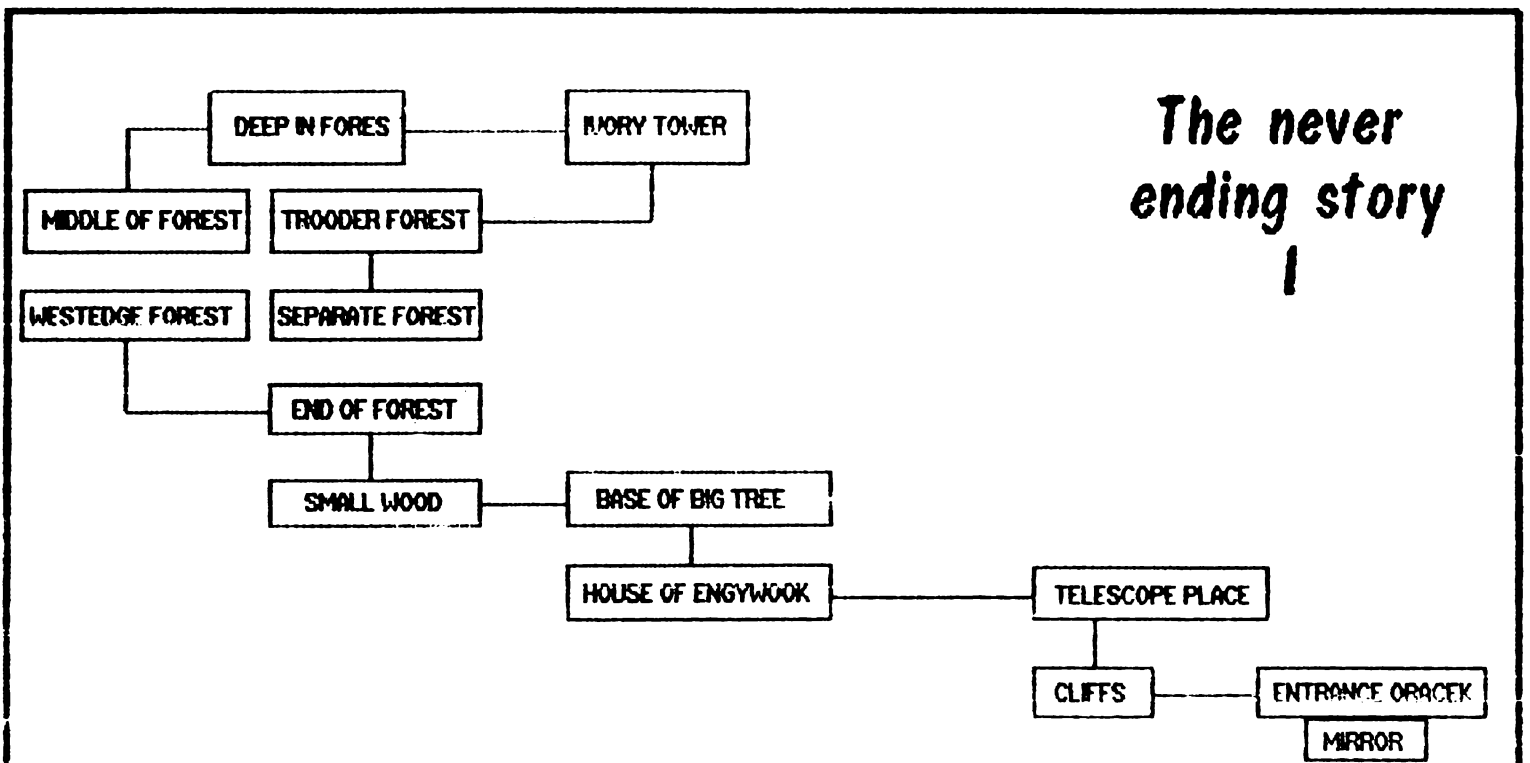 The never
ending story
I
DEEP IN FORES
IVORY TOWER
MIDDLE OF FOREST
TROODER FOREST
WESTEDGE FOREST
SEPARATE FOREST
END OF FOREST
SMALL WOOD
BASE OF BIG TREE
HOUSE OF ENGYWOOK
TELESCOPE PLACE
CLIFFS
ENTRANCE ORACEK
MIRROR